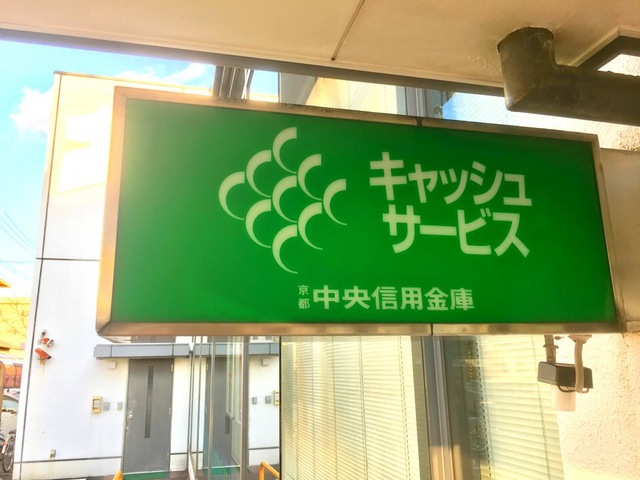 キャッシュ
サービス
京都 中央信用金庫